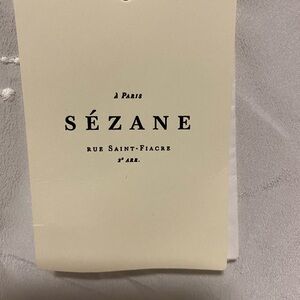 à Paris
SÉZANE
RUE SAINT-FIACRE
2e ARR.